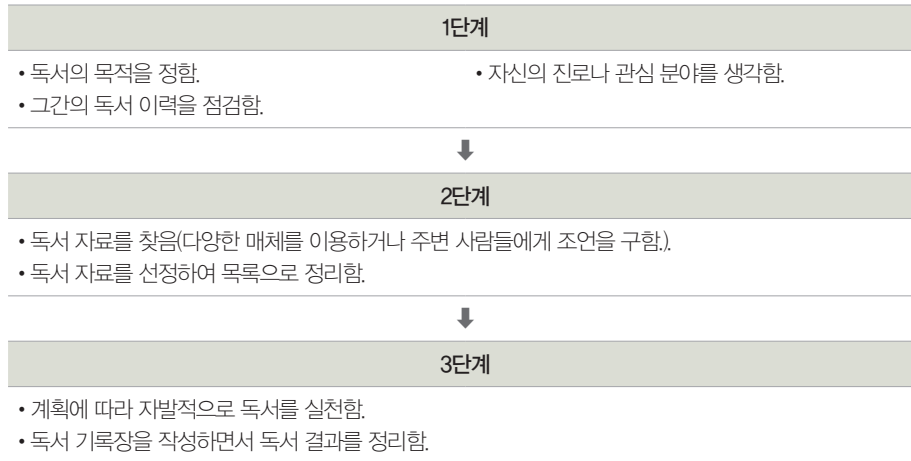 1단계
• 독서의 목적을 정함. • 자신의 진로나 관심 분야를 생각함.
• 그간의 독서 이력을 점검함.
⬇
2단계
• 독서 자료를 찾음(다양한 매체를 이용하거나 주변 사람들에게 조언을 구함.).
• 독서 자료를 선정하여 목록으로 정리함.
⬇
3단계
• 계획에 따라 자발적으로 독서를 실천함.
• 독서 기록장을 작성하면서 독서 결과를 정리함.